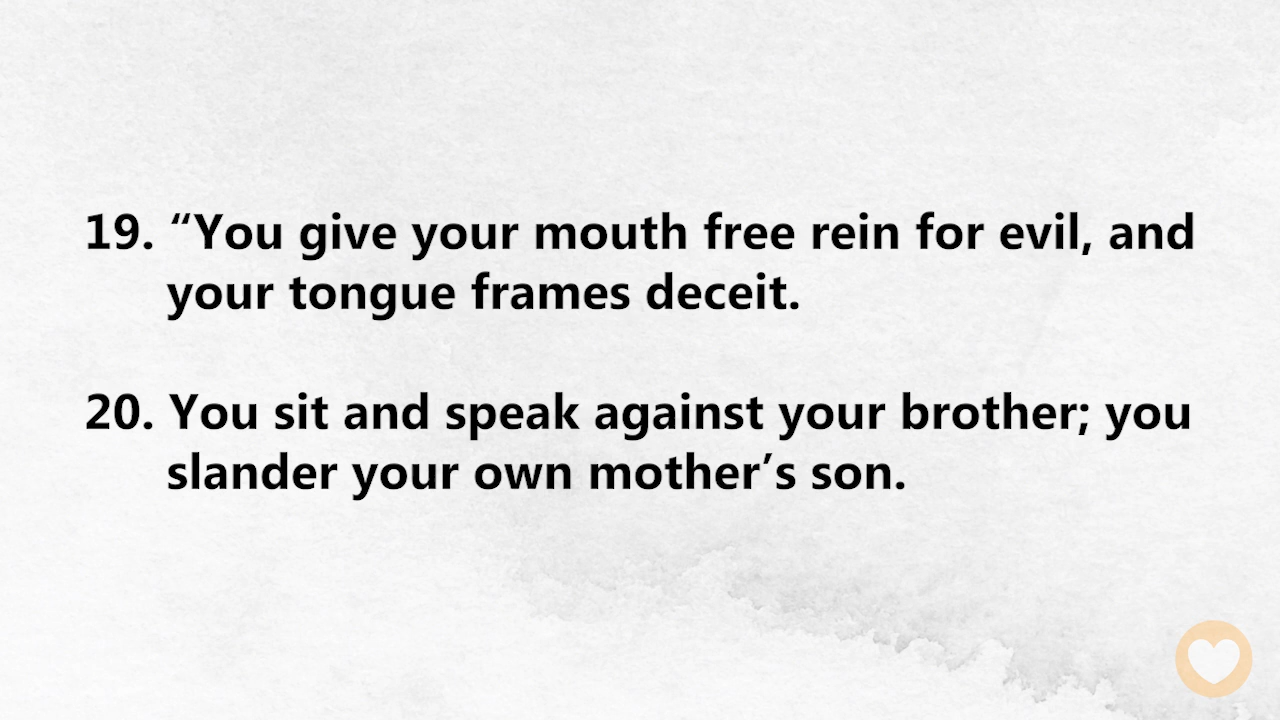 19. “You give your mouth free rein for evil, and
your tongue frames deceit.
20. You sit and speak against your brother; you
slander your own mother’s son.